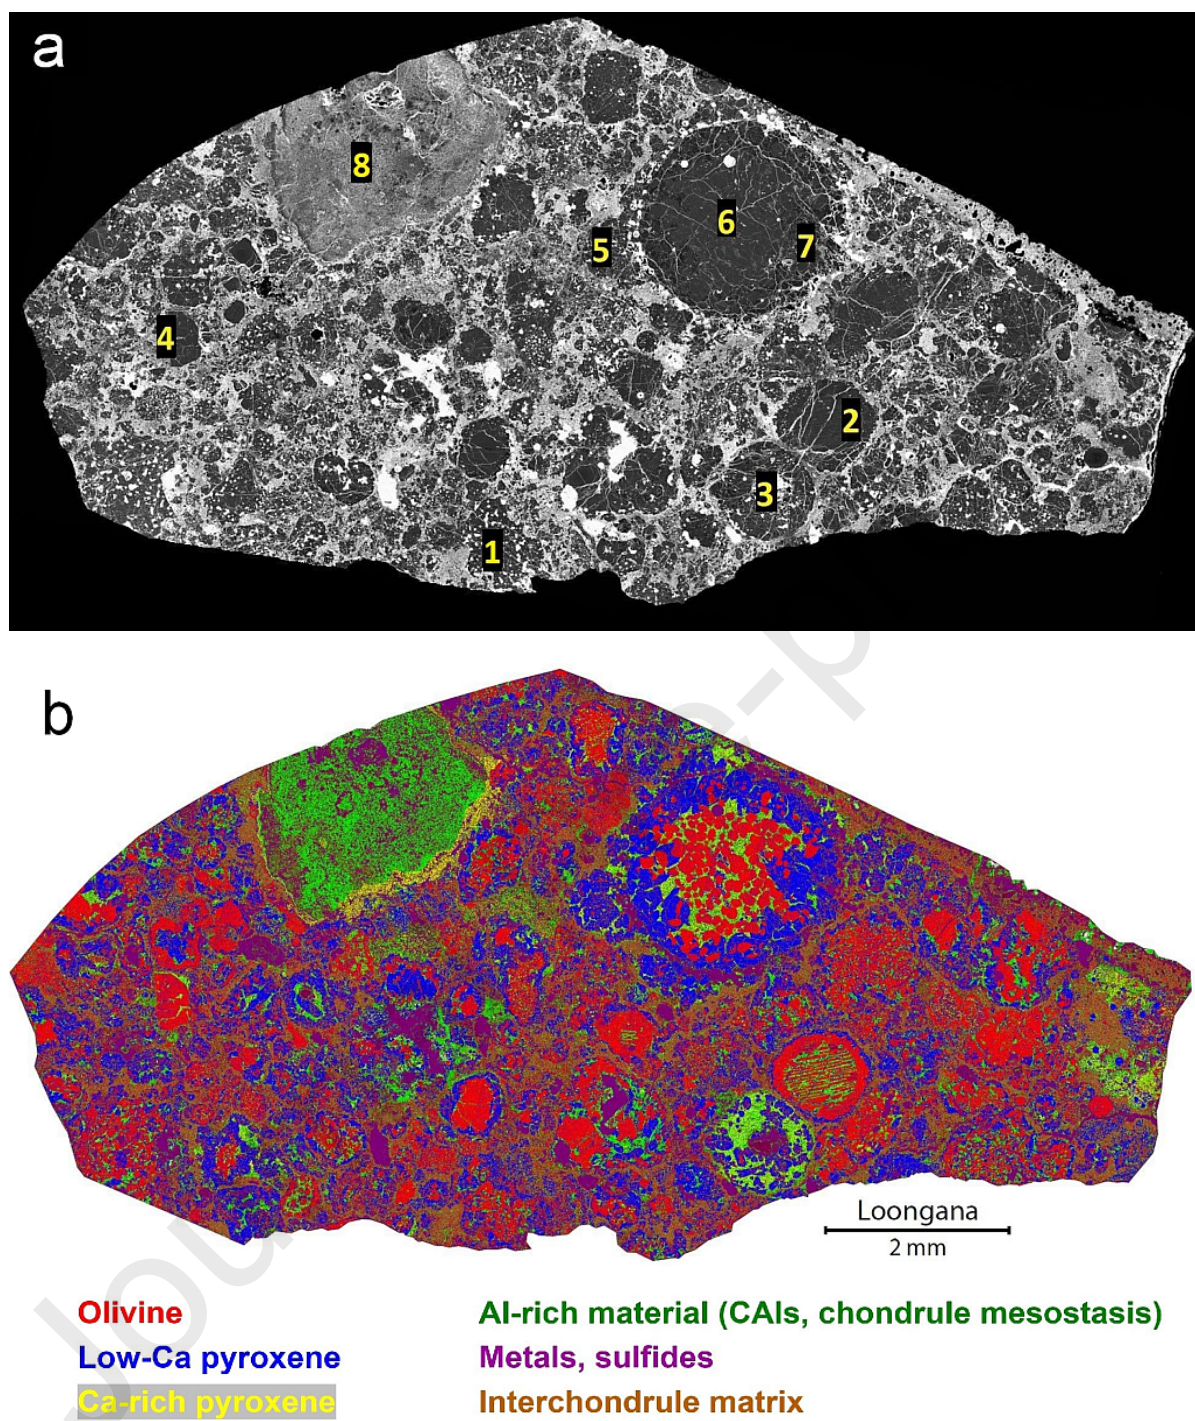 a
8
6
7
5
4
2
3
1
b
Loongana
2 mm
Olivine
Al-rich material (CAIs, chondrule mesostasis)
Low-Ca pyroxene
Metals, sulfides
Ca-rich pyroxene
Interchondrule matrix